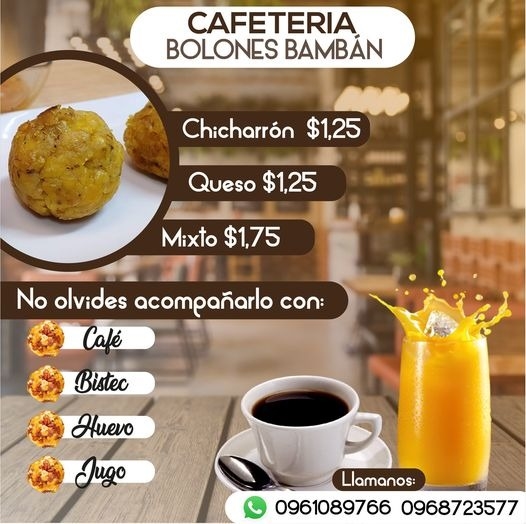 CAFETERIA
BOLONES BAMBÁN
Chicharrón $1,25
Queso $1,25
Mixto $1,75
No olvides acompañarlo con:
Café
Bistec
Huevo
Jugo
Llamanos:
0961089766 0968723577